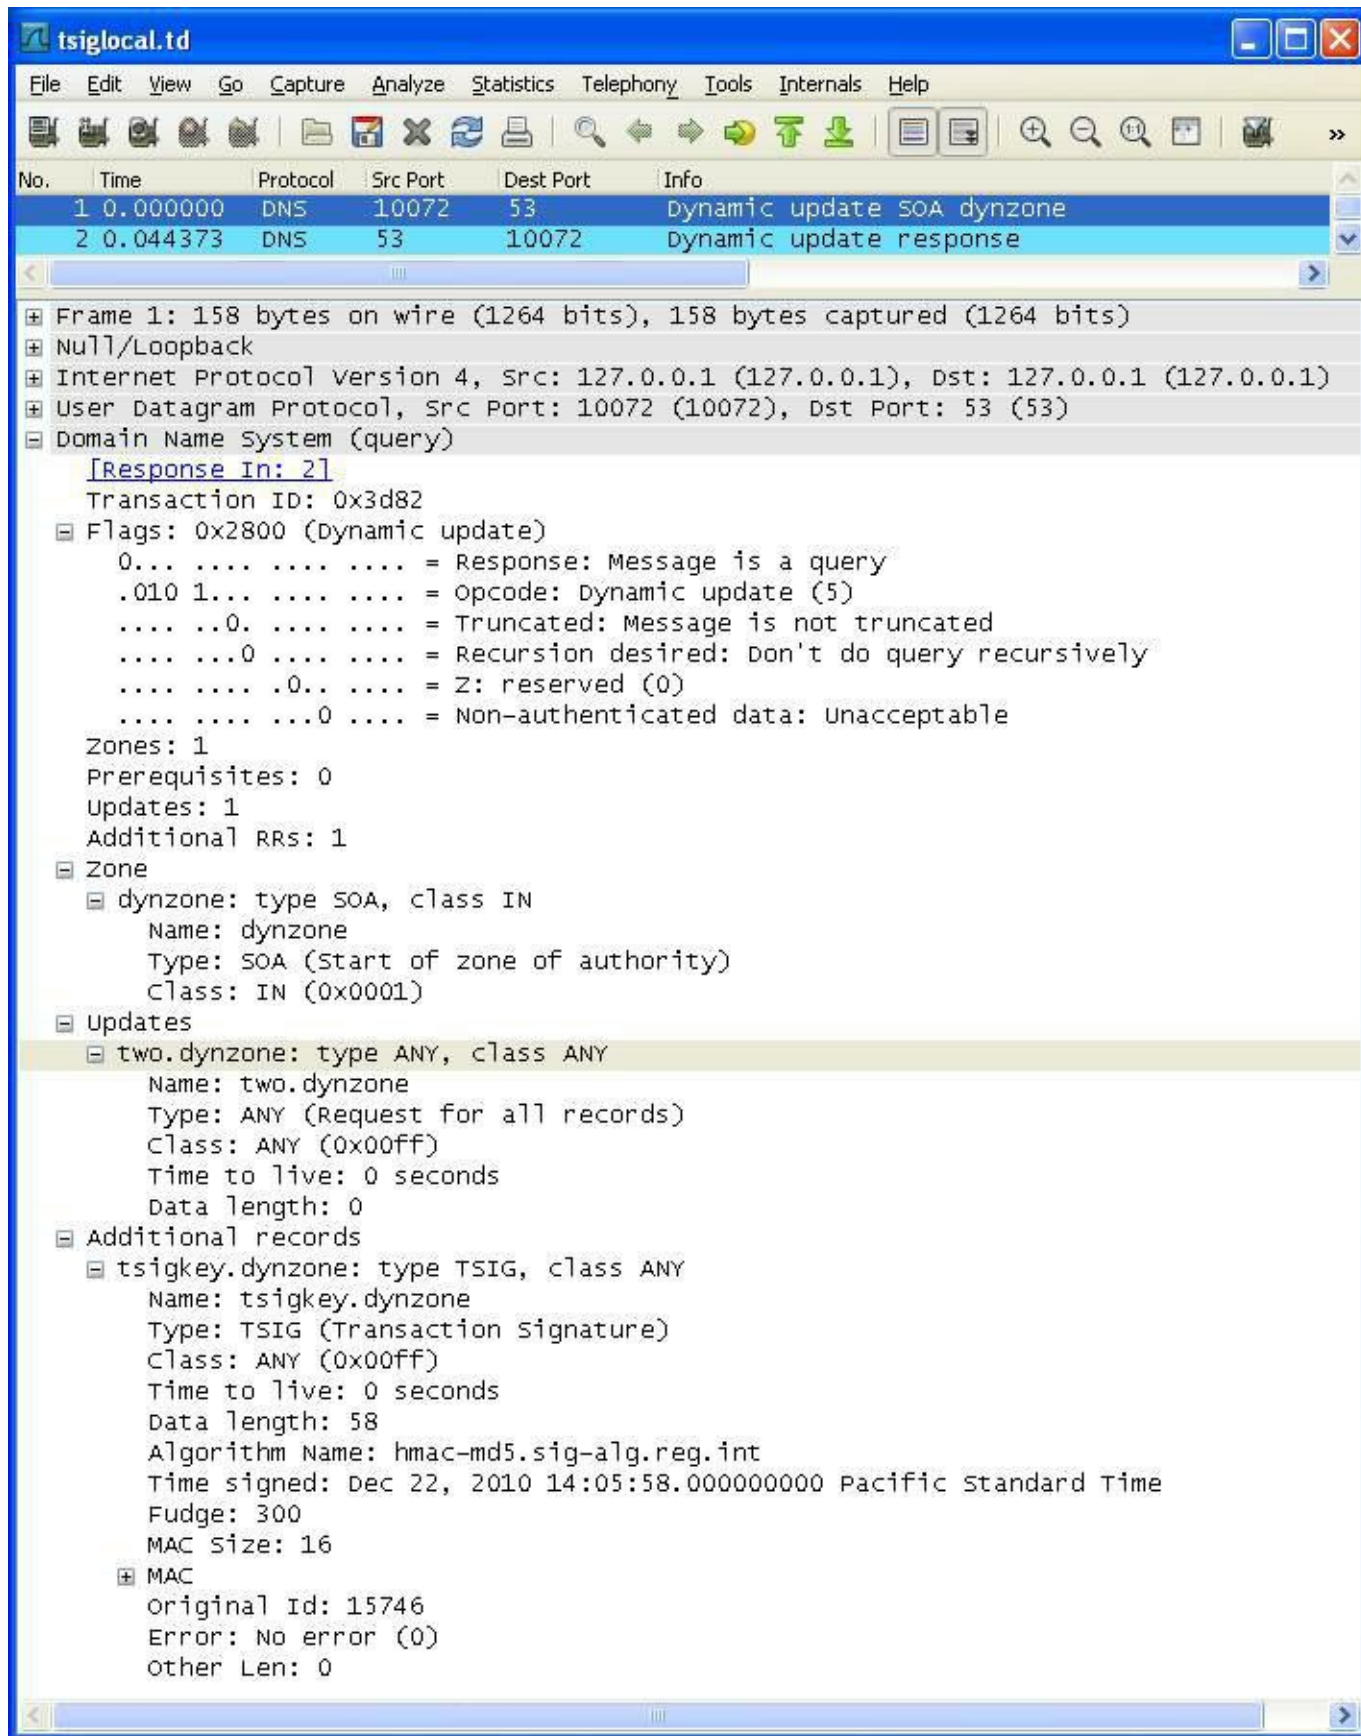 tsiglocal.td
File Edit View Go Capture Analyze Statistics Telephony Tools Internals Help
No. Time Protocol Src Port Dest Port Info
1 0.000000 DNS 10072 53 Dynamic update SOA dynzone
2 0.044373 DNS 53 10072 Dynamic update response
Frame 1: 158 bytes on wire (1264 bits), 158 bytes captured (1264 bits)
Null/Loopback
Internet Protocol Version 4, Src: 127.0.0.1 (127.0.0.1), Dst: 127.0.0.1 (127.0.0.1)
User Datagram Protocol, Src Port: 10072 (10072), Dst Port: 53 (53)
Domain Name System (query)
[Response In: 2]
Transaction ID: 0x3d82
Flags: 0x2800 (Dynamic update)
0... .... .... .... = Response: Message is a query
.010 1... .... .... = Opcode: Dynamic update (5)
.... ..0. .... .... = Truncated: Message is not truncated
.... ...0 .... .... = Recursion desired: Don't do query recursively
.... .... .0.. .... = Z: reserved (0)
.... .... ...0 .... = Non-authenticated data: Unacceptable
Zones: 1
Prerequisites: 0
Updates: 1
Additional RRs: 1
Zone
dynzone: type SOA, class IN
Name: dynzone
Type: SOA (Start of zone of authority)
Class: IN (0x0001)
Updates
two.dynzone: type ANY, class ANY
Name: two.dynzone
Type: ANY (Request for all records)
Class: ANY (0x00ff)
Time to live: 0 seconds
Data length: 0
Additional records
tsigkey.dynzone: type TSIG, class ANY
Name: tsigkey.dynzone
Type: TSIG (Transaction Signature)
Class: ANY (0x00ff)
Time to live: 0 seconds
Data length: 58
Algorithm Name: hmac-md5.sig-alg.reg.int
Time signed: Dec 22, 2010 14:05:58.000000000 Pacific Standard Time
Fudge: 300
MAC Size: 16
MAC
Original Id: 15746
Error: No error (0)
Other Len: 0